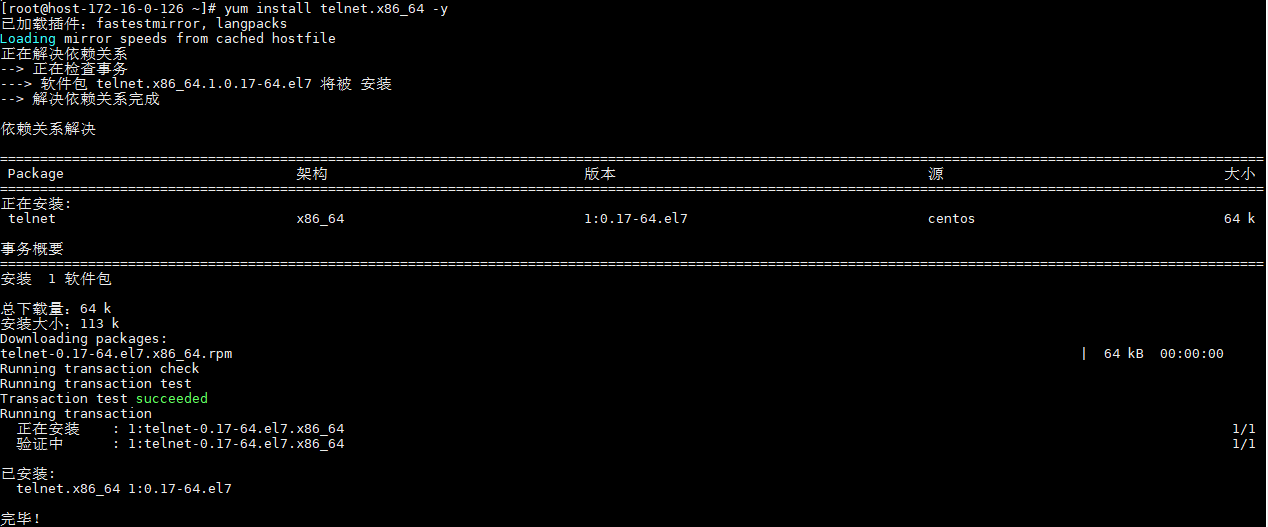 [root@host-172-16-0-126 ~]# yum install telnet.x86_64 -y
已加载插件：fastestmirror, langpacks
Loading mirror speeds from cached hostfile
正在解决依赖关系
--> 正在检查事务
---> 软件包 telnet.x86_64.1.0.17-64.el7 将被 安装
--> 解决依赖关系完成
依赖关系解决
================================================================================
Package 架构 版本 源 大小
================================================================================
正在安装:
telnet x86_64 1:0.17-64.el7 centos 64 k
事务概要
================================================================================
安装 1 软件包
总下载量：64 k
安装大小：113 k
Downloading packages:
telnet-0.17-64.el7.x86_64.rpm | 64 kB 00:00:00
Running transaction check
Running transaction test
Transaction test succeeded
Running transaction
正在安装 : 1:telnet-0.17-64.el7.x86_64 1/1
验证中 : 1:telnet-0.17-64.el7.x86_64 1/1
已安装:
telnet.x86_64 1:0.17-64.el7
完毕！